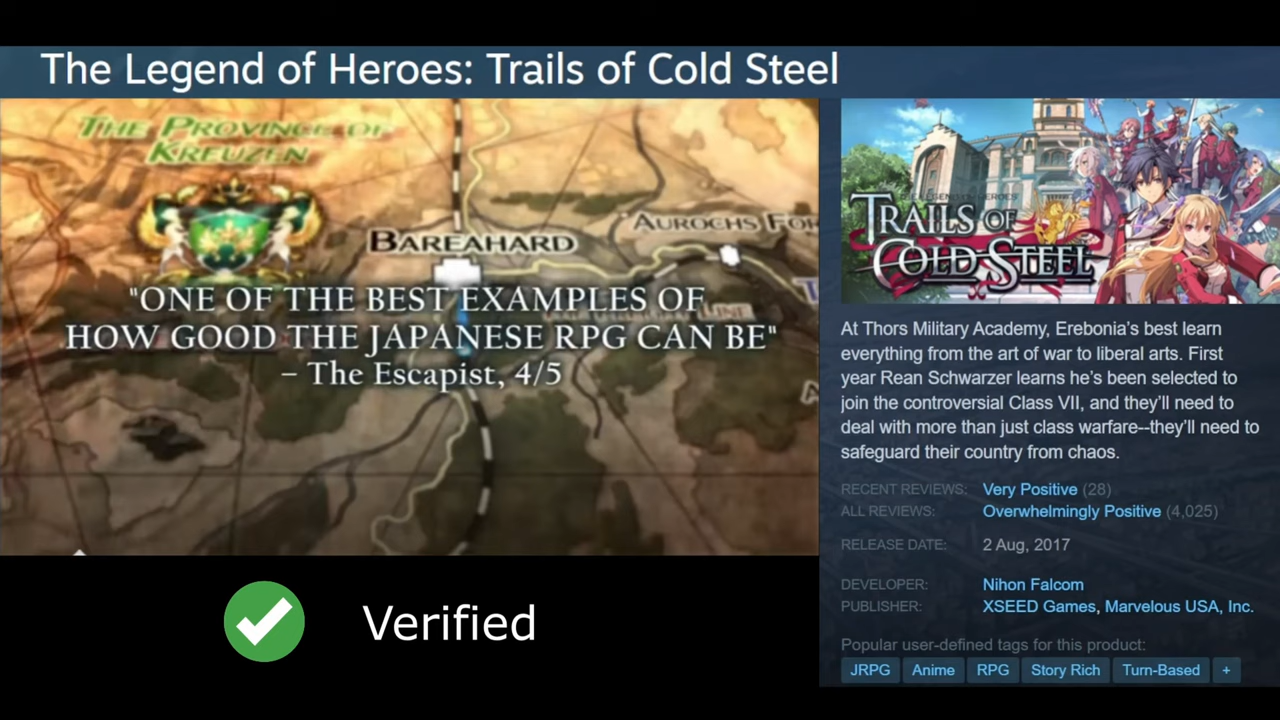 The Legend of Heroes: Trails of Cold Steel
THE PROVINCE OF
KREUZEN
BAREAHARD
AUROCHS FOR
"ONE OF THE BEST EXAMPLES OF
HOW GOOD THE JAPANESE RPG CAN BE"
– The Escapist, 4/5
Verified
TRAILS OF
COLD STEEL
At Thors Military Academy, Erebonia’s best learn
everything from the art of war to liberal arts. First
year Rean Schwarzer learns he’s been selected to
join the controversial Class VII, and they’ll need to
deal with more than just class warfare--they’ll need to
safeguard their country from chaos.
RECENT REVIEWS: Very Positive (28)
ALL REVIEWS: Overwhelmingly Positive (4,025)
RELEASE DATE: 2 Aug, 2017
DEVELOPER: Nihon Falcom
PUBLISHER: XSEED Games, Marvelous USA, Inc.
Popular user-defined tags for this product:
JRPG Anime RPG Story Rich Turn-Based +